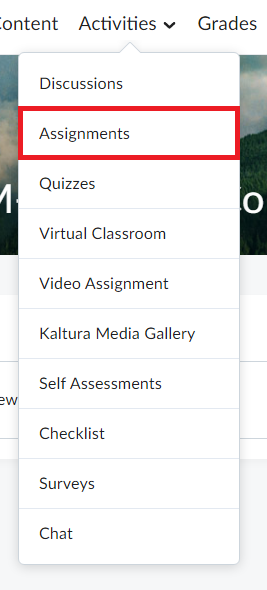 Content Activities Grades
Discussions
Assignments
Quizzes
Virtual Classroom
Video Assignment
Kaltura Media Gallery
Self Assessments
Checklist
Surveys
Chat